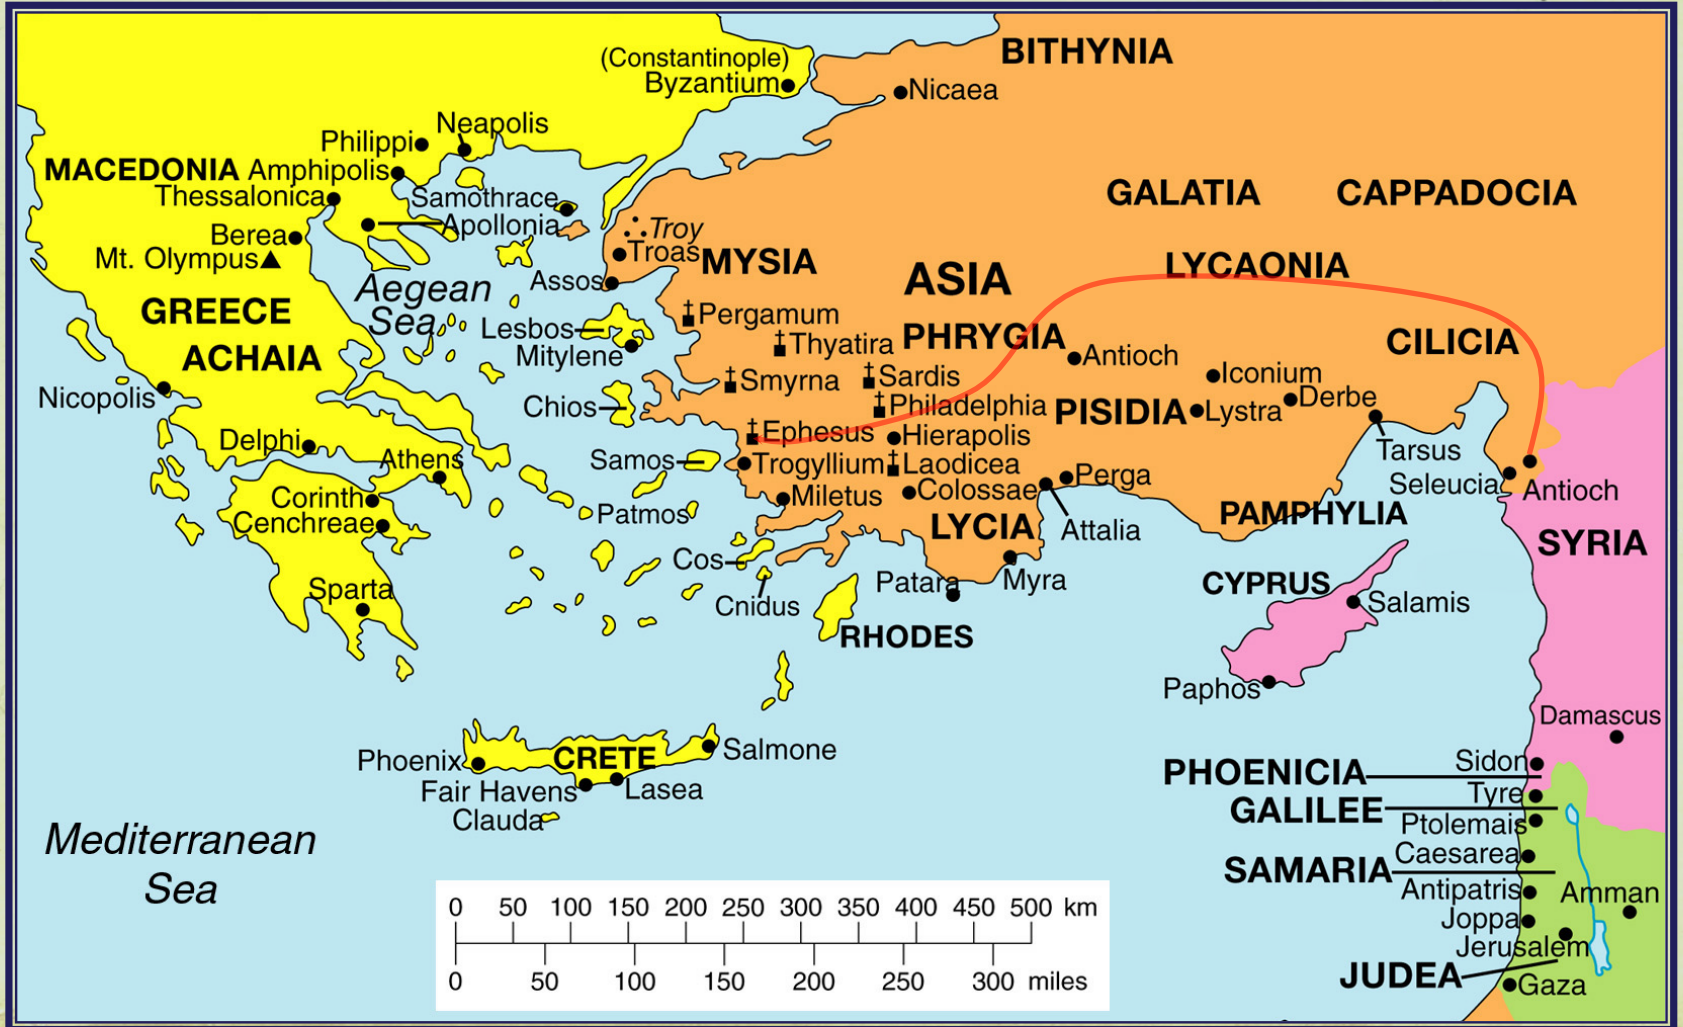 BITHYNIA
(Constantinople)
Byzantium
Nicaea
Neapolis
Philippi
MACEDONIA
Amphipolis
Thessalonica
Samothrace
Apollonia
GALATIA
CAPPADOCIA
Berea
Troy
Troas
Mt. Olympus
MYSIA
LYCAONIA
Assos
ASIA
Aegean
Sea
GREECE
Pergamum
Lesbos
Thyatira
PHRYGIA
CILICIA
ACHAIA
Mitylene
Antioch
Smyrna
Sardis
Iconium
Nicopolis
Chios
Philadelphia
PISIDIA
Lystra
Derbe
Delphi
Ephesus
Hierapolis
Tarsus
Athens
Samos
Trogyllium
Laodicea
Perga
Seleucia
Antioch
Corinth
Miletus
Colossae
Cenchreae
Patmos
LYCIA
Attalia
PAMPHYLIA
SYRIA
Cos
Sparta
Patara
Myra
CYPRUS
Salamis
Cnidus
RHODES
Paphos
Damascus
Phoenix
CRETE
Salmone
Sidon
PHOENICIA
Fair Havens
Lasea
Tyre
GALILEE
Clauda
Ptolemais
Mediterranean
Sea
Caesarea
SAMARIA
Antipatris
Amman
Joppa
Jerusalem
JUDEA
Gaza
0 50 100 150 200 250 300 350 400 450 500 km
0 50 100 150 200 250 300 miles